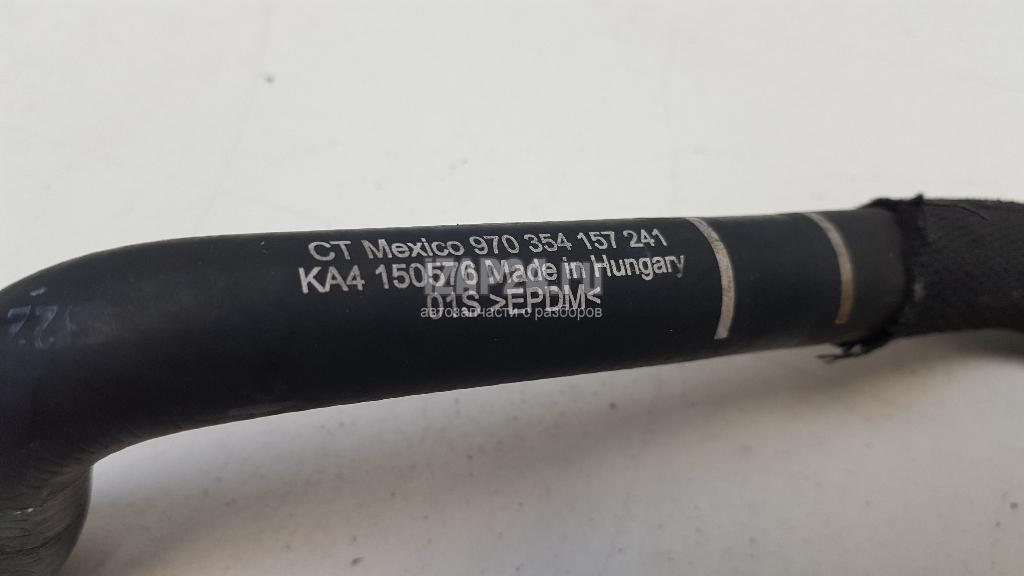 CT Mexico 970 354 157 241
KA4 150576 Made in Hungary
01S >EPDM<
автозапчасти с разборов